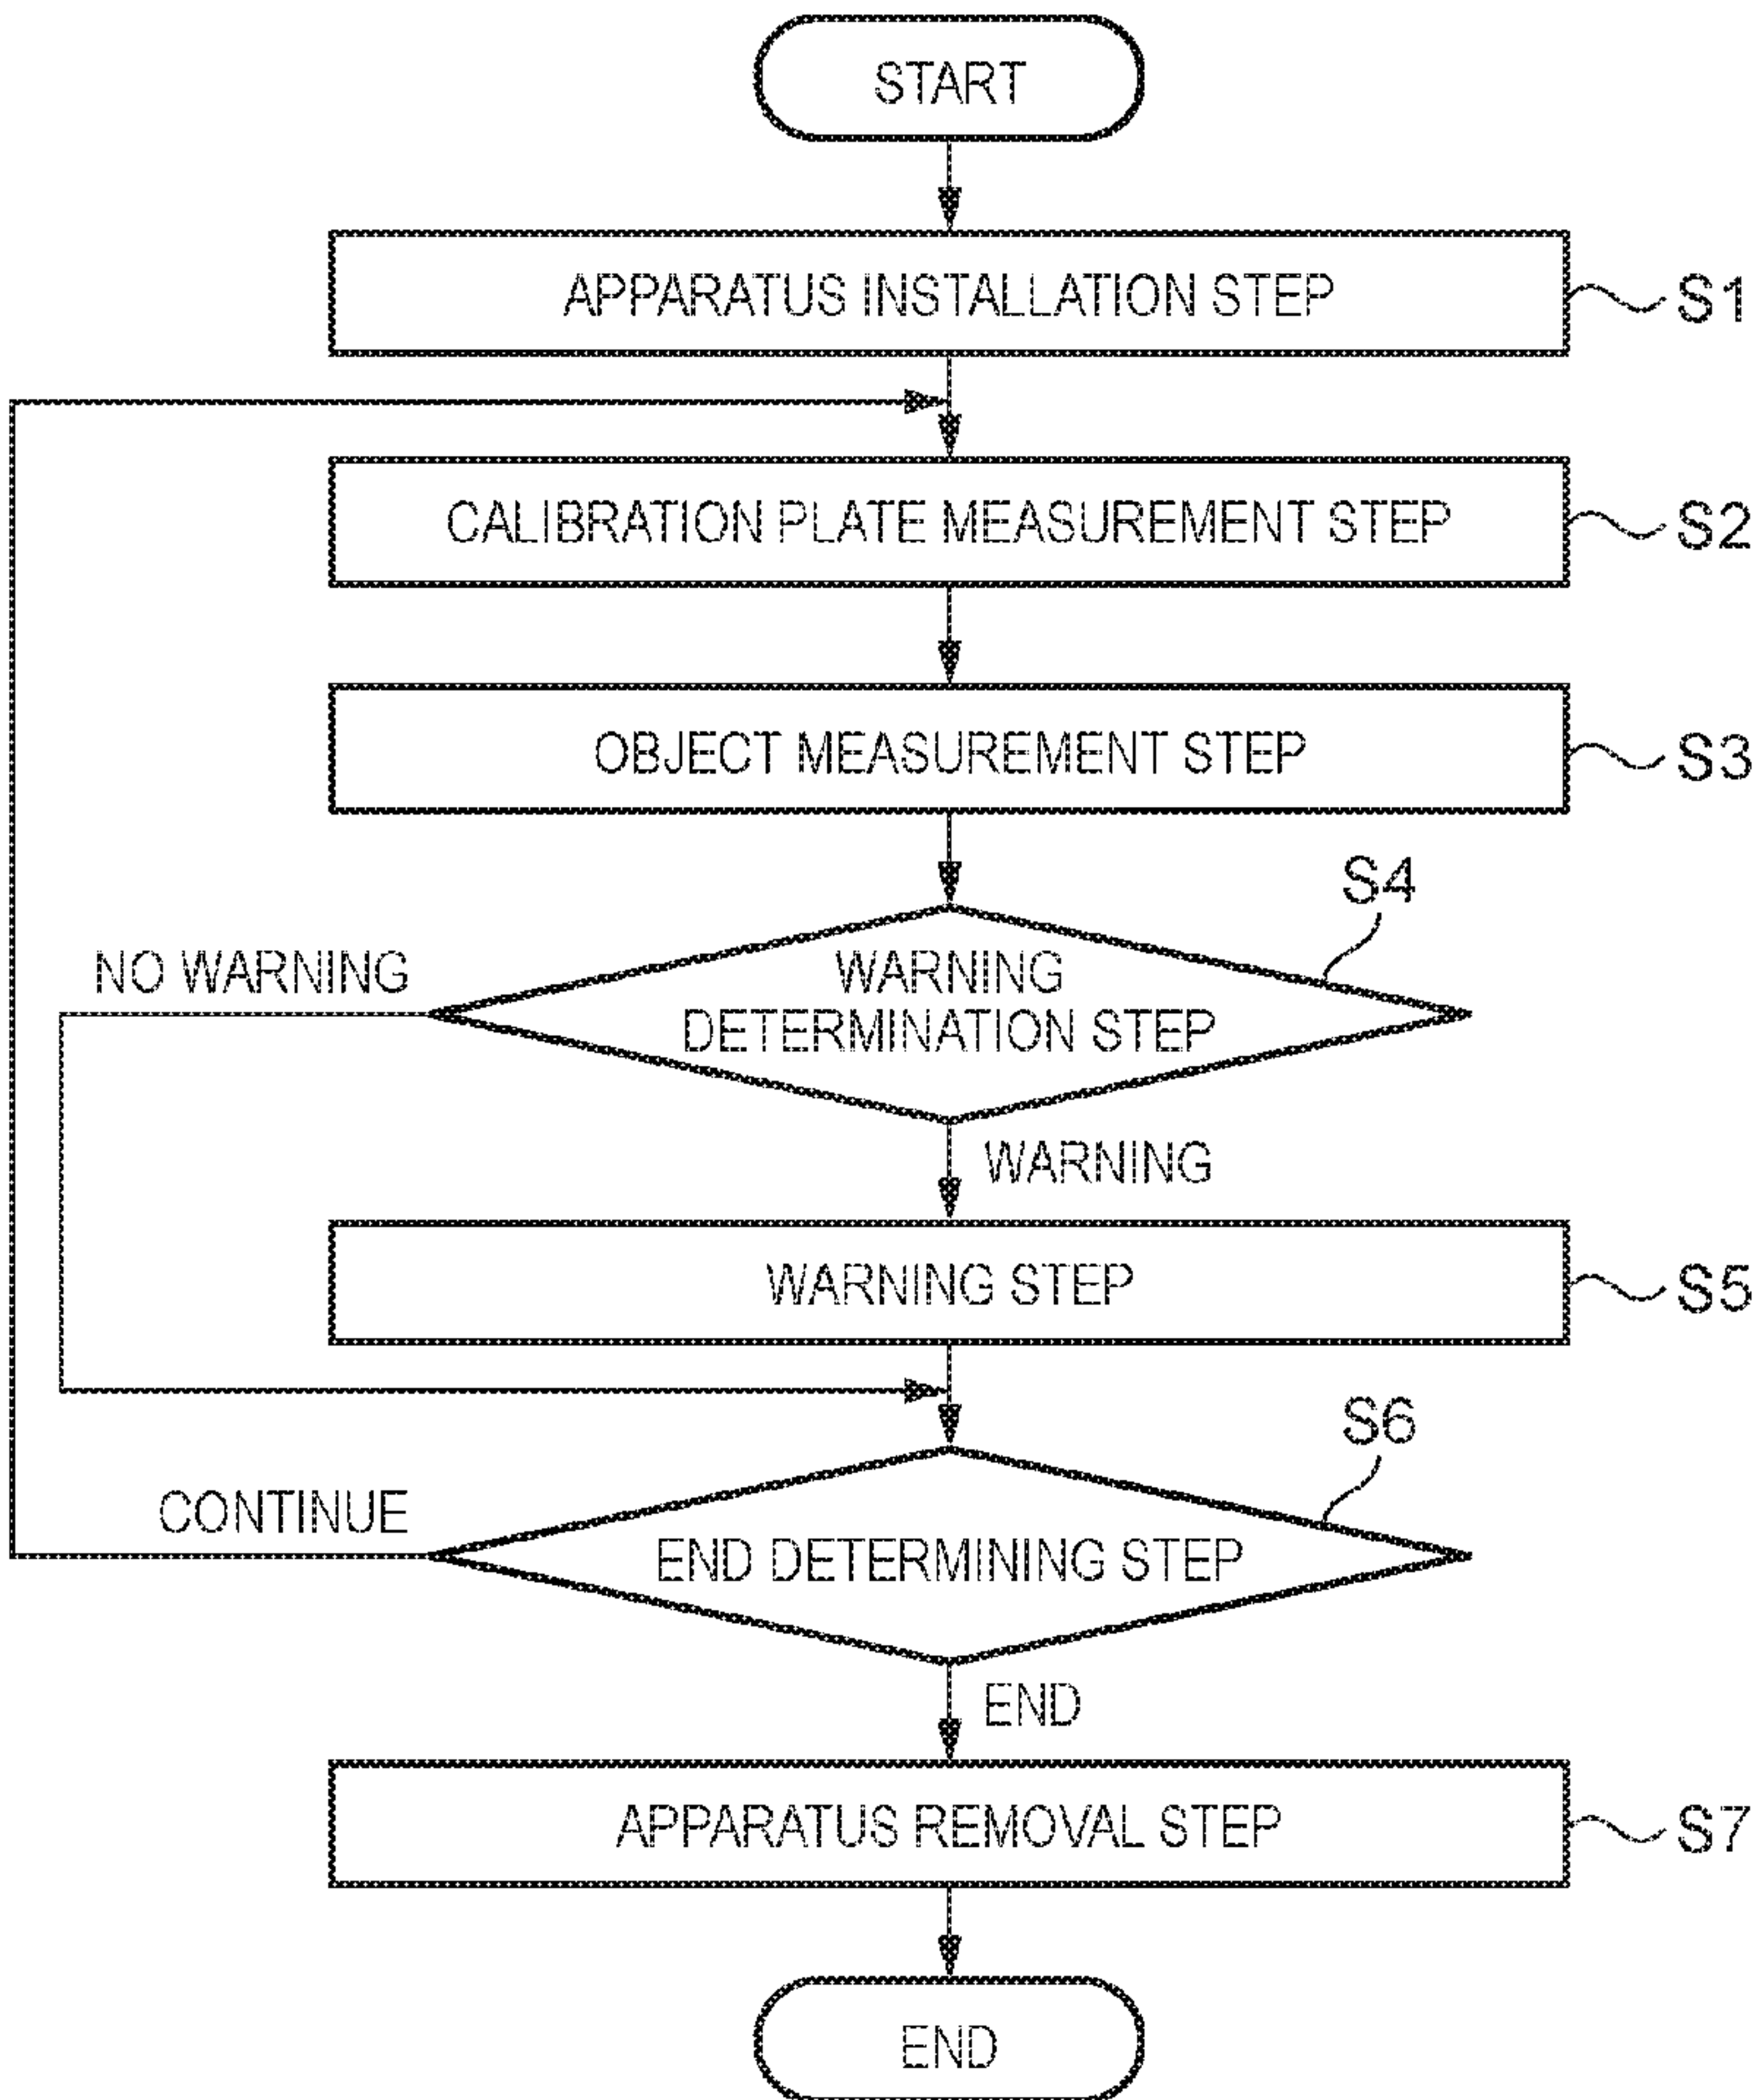 START
APPARATUS INSTALLATION STEP
S1
CALIBRATION PLATE MEASUREMENT STEP
S2
OBJECT MEASUREMENT STEP
S3
S4
NO WARNING
WARNING
DETERMINATION STEP
WARNING
WARNING STEP
S5
S6
CONTINUE
END DETERMINING STEP
END
APPARATUS REMOVAL STEP
S7
END